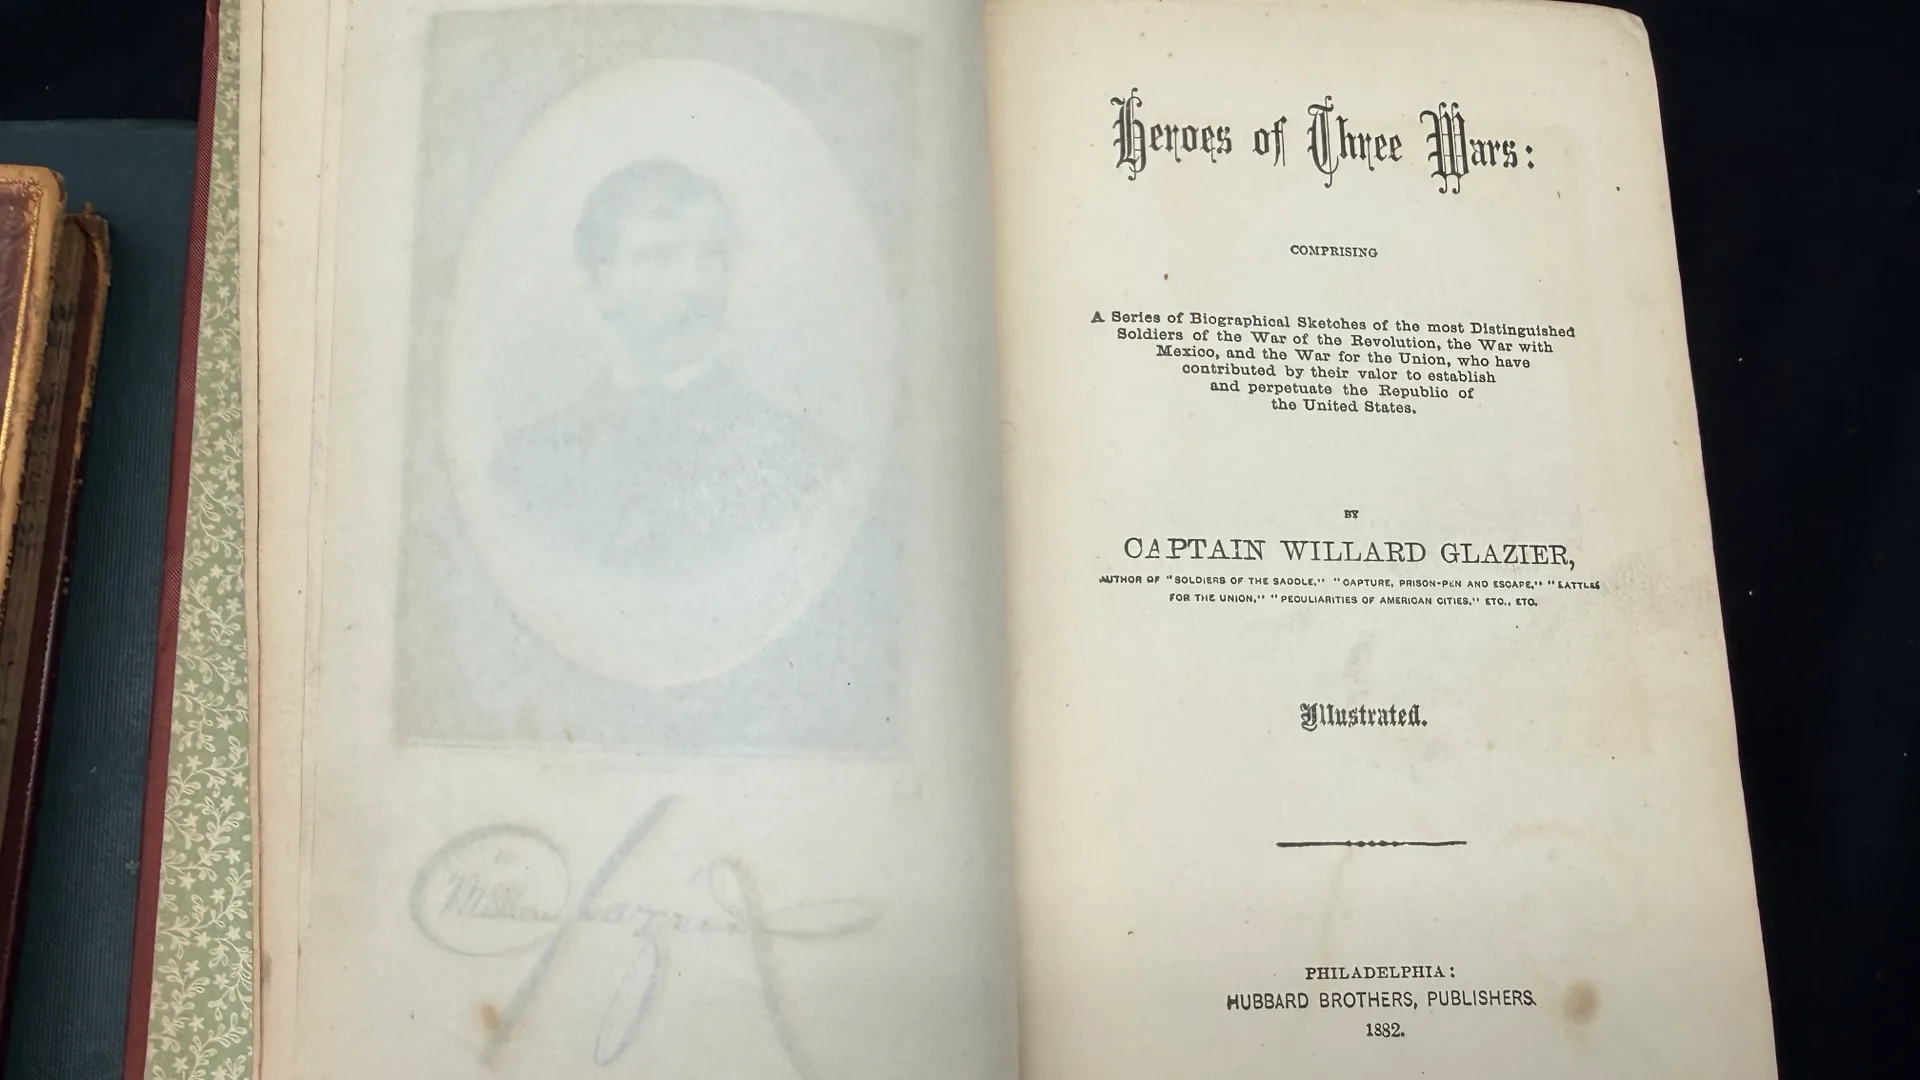 Heroes of Three Wars:
COMPRISING
A Series of Biographical Sketches of the most Distinguished
Soldiers of the War of the Revolution, the War with
Mexico, and the War for the Union, who have
contributed by their valor to establish
and perpetuate the Republic of
the United States.
BY
CAPTAIN WILLARD GLAZIER,
AUTHOR OF "SOLDIERS OF THE SADDLE," "CAPTURE, PRISON-PEN AND ESCAPE," "BATTLES
FOR THE UNION," "PECULIARITIES OF AMERICAN CITIES," ETC., ETC.
Illustrated.
PHILADELPHIA:
HUBBARD BROTHERS, PUBLISHERS.
1882.